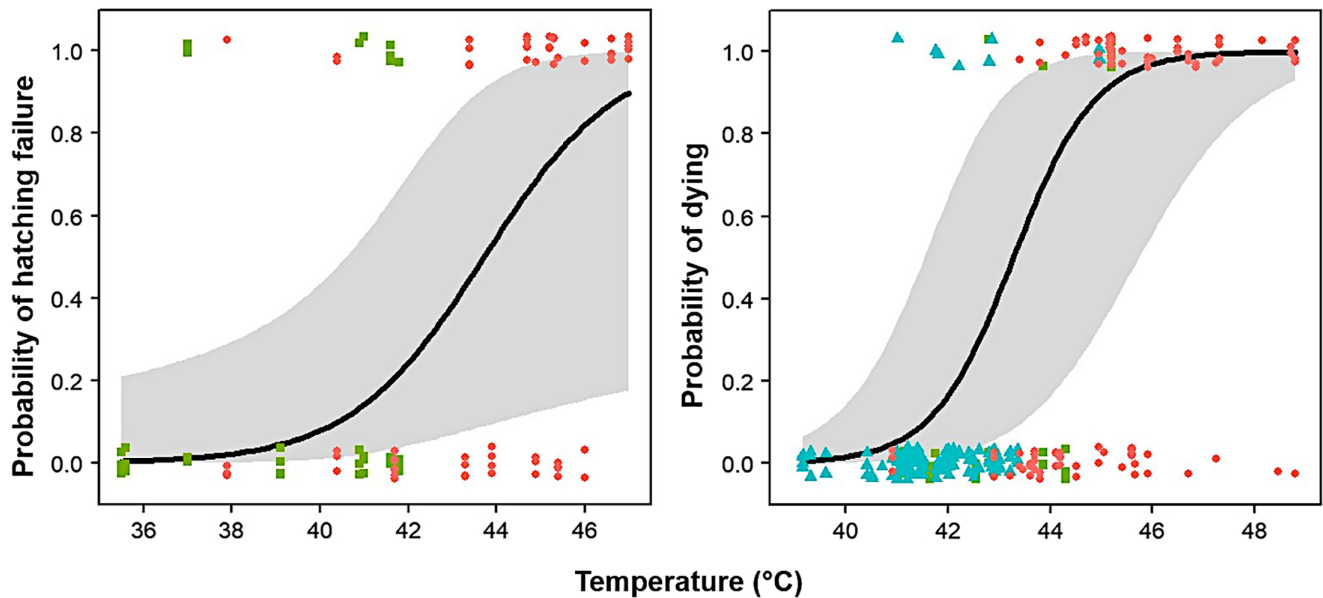 Probability of hatching failure
1.0
0.8
0.6
0.4
0.2
0.0
36 38 40 42 44 46
Probability of dying
1.0
0.8
0.6
0.4
0.2
0.0
40 42 44 46 48
Temperature (°C)